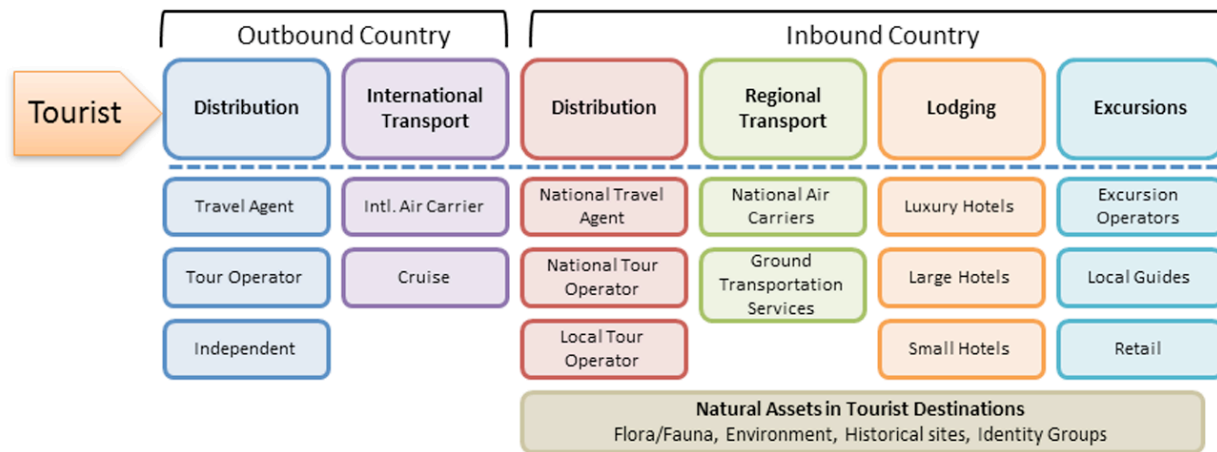 Outbound Country
Inbound Country
Tourist
Distribution
International
Transport
Distribution
Regional
Transport
Lodging
Excursions
Travel Agent
Intl. Air Carrier
National Travel
Agent
National Air
Carriers
Luxury Hotels
Excursion
Operators
Tour Operator
Cruise
National Tour
Operator
Ground
Transportation
Services
Large Hotels
Local Guides
Independent
Local Tour
Operator
Small Hotels
Retail
Natural Assets in Tourist Destinations
Flora/Fauna, Environment, Historical sites, Identity Groups